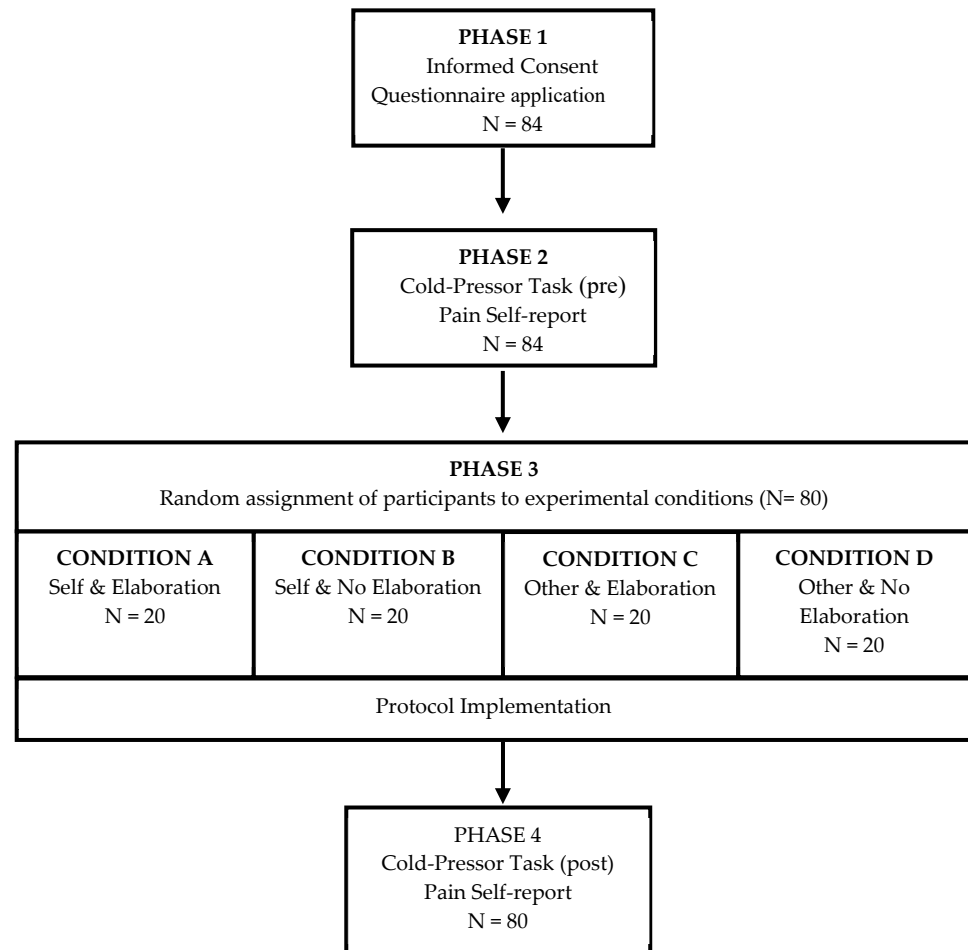 PHASE 1
Informed Consent
Questionnaire application
N = 84
PHASE 2
Cold-Pressor Task (pre)
Pain Self-report
N = 84
PHASE 3
Random assignment of participants to experimental conditions (N= 80)
CONDITION A
Self & Elaboration
N = 20
CONDITION B
Self & No Elaboration
N = 20
CONDITION C
Other & Elaboration
N = 20
CONDITION D
Other & No
Elaboration
N = 20
Protocol Implementation
PHASE 4
Cold-Pressor Task (post)
Pain Self-report
N = 80